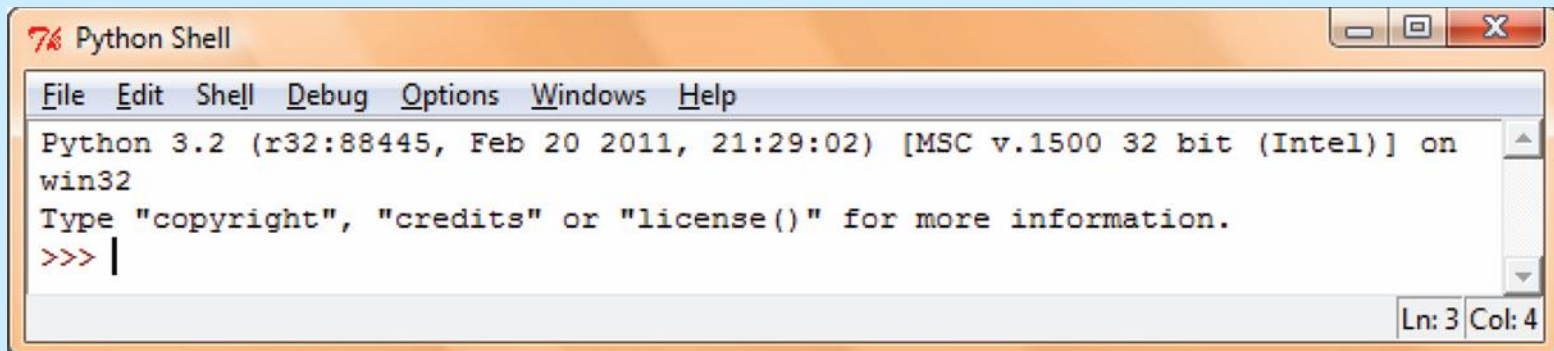 Python Shell
File Edit Shell Debug Options Windows Help
Python 3.2 (r32:88445, Feb 20 2011, 21:29:02) [MSC v.1500 32 bit (Intel)] on
win32
Type "copyright", "credits" or "license()" for more information.
>>>
Ln: 3 Col: 4